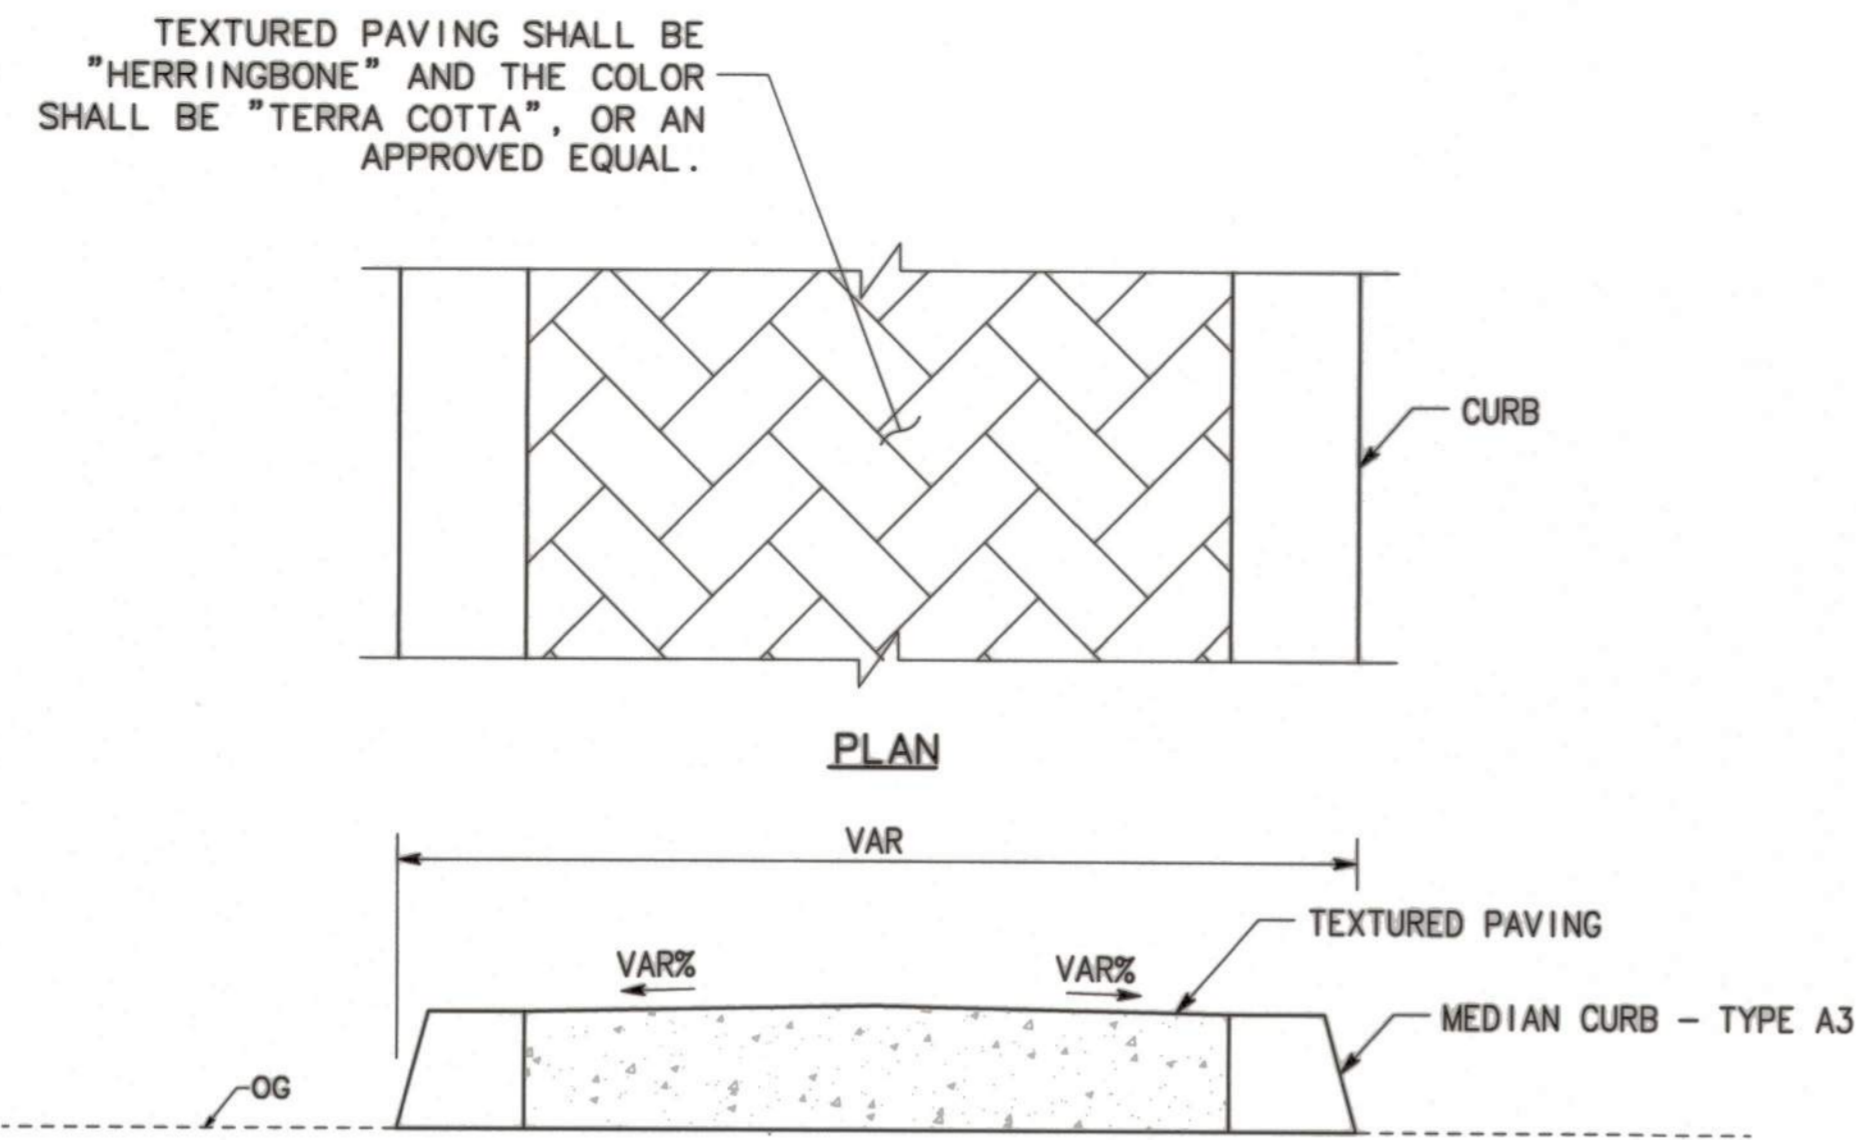 TEXTURED PAVING SHALL BE
"HERRINGBONE" AND THE COLOR
SHALL BE "TERRA COTTA", OR AN
APPROVED EQUAL.
CURB
PLAN
VAR
TEXTURED PAVING
VAR%
VAR%
MEDIAN CURB - TYPE A3
OG